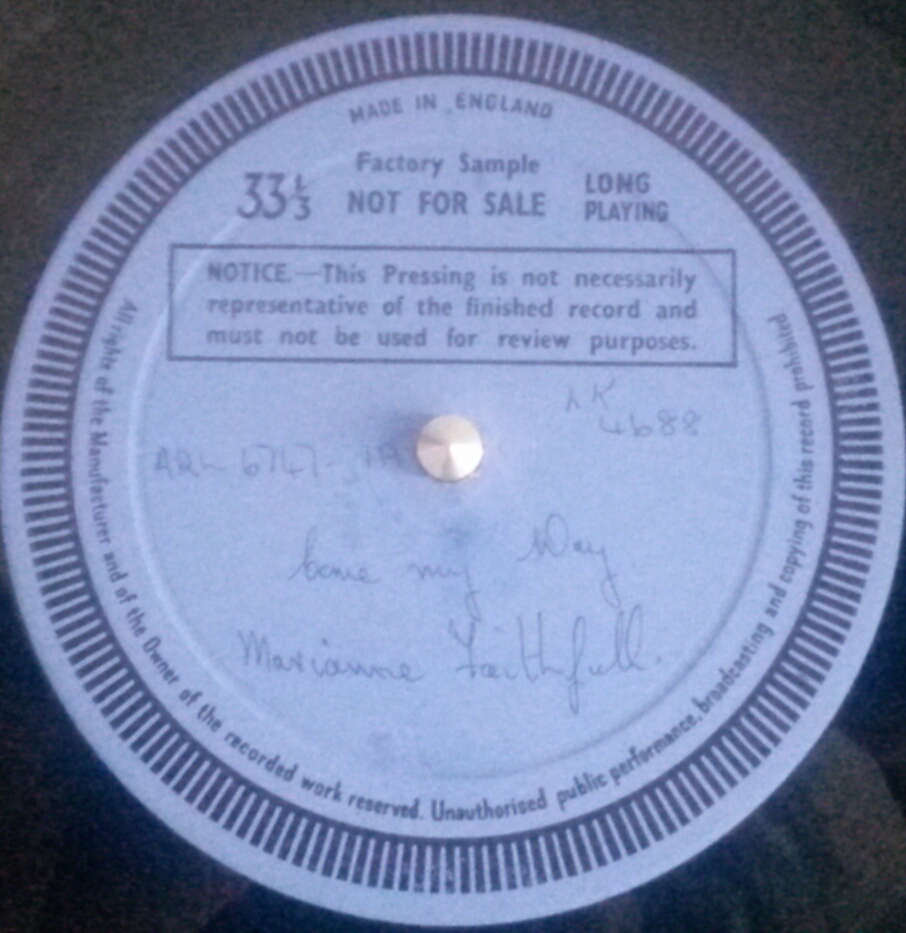 MADE IN ENGLAND
Factory Sample
33⅓ NOT FOR SALE LONG PLAYING
NOTICE.—This Pressing is not necessarily
representative of the finished record and
must not be used for review purposes.
LK
4688
ARL 6747-
Come my Way
Marianne Faithfull.
All rights of the Manufacturer and of the Owner of the recorded work reserved. Unauthorised public performance, broadcasting and copying of this record prohibited